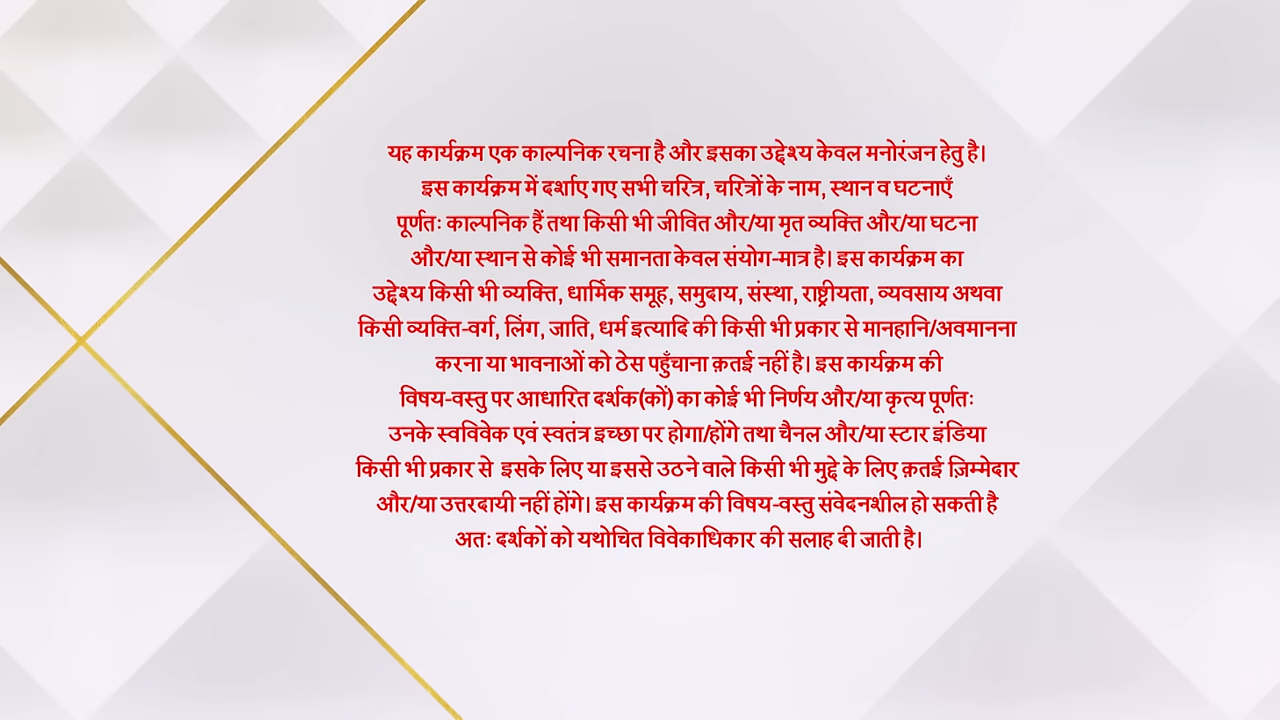 यह कार्यक्रम एक काल्पनिक रचना है और इसका उद्देश्य केवल मनोरंजन हेतु है।
इस कार्यक्रम में दर्शाए गए सभी चरित्र, चरित्रों के नाम, स्थान व घटनाएँ
पूर्णतः काल्पनिक हैं तथा किसी भी जीवित और/या मृत व्यक्ति और/या घटना
और/या स्थान से कोई भी समानता केवल संयोग-मात्र है। इस कार्यक्रम का
उद्देश्य किसी भी व्यक्ति, धार्मिक समूह, समुदाय, संस्था, राष्ट्रीयता, व्यवसाय अथवा
किसी व्यक्ति-वर्ग, लिंग, जाति, धर्म इत्यादि की किसी भी प्रकार से मानहानि/अवमानना
करना या भावनाओं को ठेस पहुँचाना क़तई नहीं है। इस कार्यक्रम की
विषय-वस्तु पर आधारित दर्शक(कों) का कोई भी निर्णय और/या कृत्य पूर्णतः
उनके स्वविवेक एवं स्वतंत्र इच्छा पर होगा/होंगे तथा चैनल और/या स्टार इंडिया
किसी भी प्रकार से इसके लिए या इससे उठने वाले किसी भी मुद्दे के लिए क़तई ज़िम्मेदार
और/या उत्तरदायी नहीं होंगे। इस कार्यक्रम की विषय-वस्तु संवेदनशील हो सकती है
अतः दर्शकों को यथोचित विवेकाधिकार की सलाह दी जाती है।